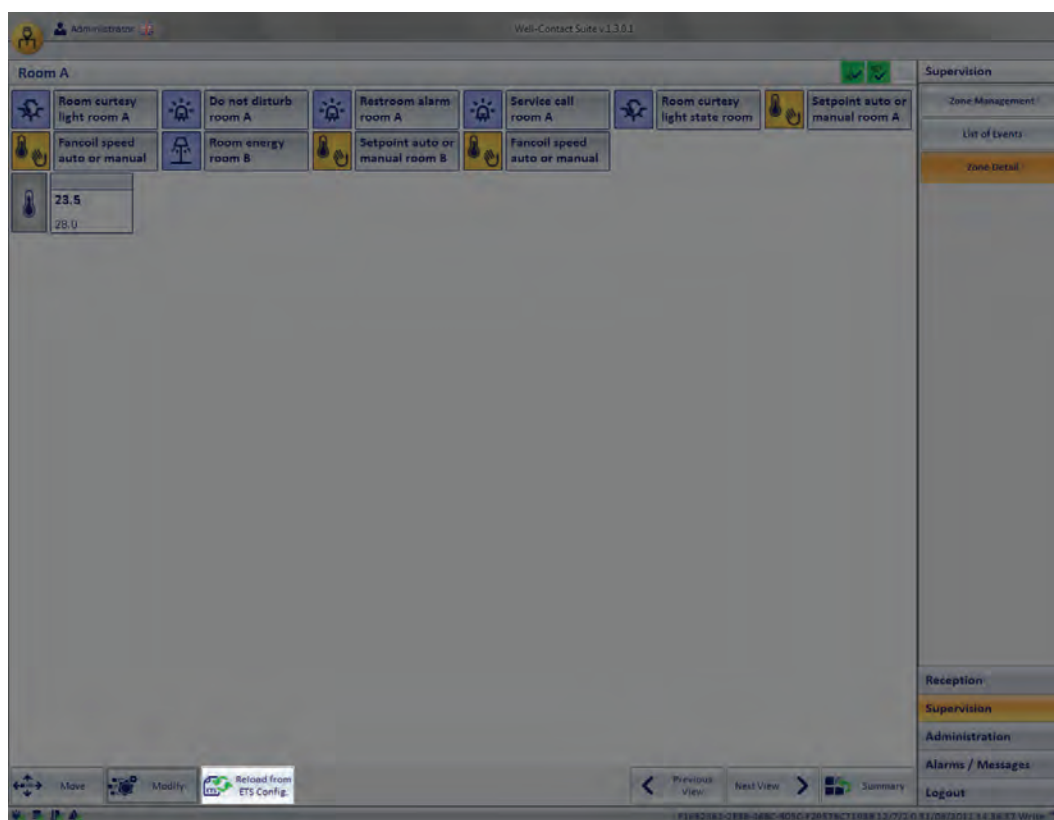 Administrator
Well-Contact Suite v.1.3.0.1
Room A
Supervision
Room curtesy
light room A
Do not disturb
room A
Restroom alarm
room A
Service call
room A
Room curtesy
light state room
Setpoint auto or
manual room A
Fancoil speed
auto or manual
Room energy
room B
Setpoint auto or
manual room B
Fancoil speed
auto or manual
23.5
28.0
Zone Management
List of Events
Zone Detail
Reception
Supervision
Administration
Alarms / Messages
Logout
Move
Modify
Reload from
ETS Config.
Previous
View
Next View
Summary